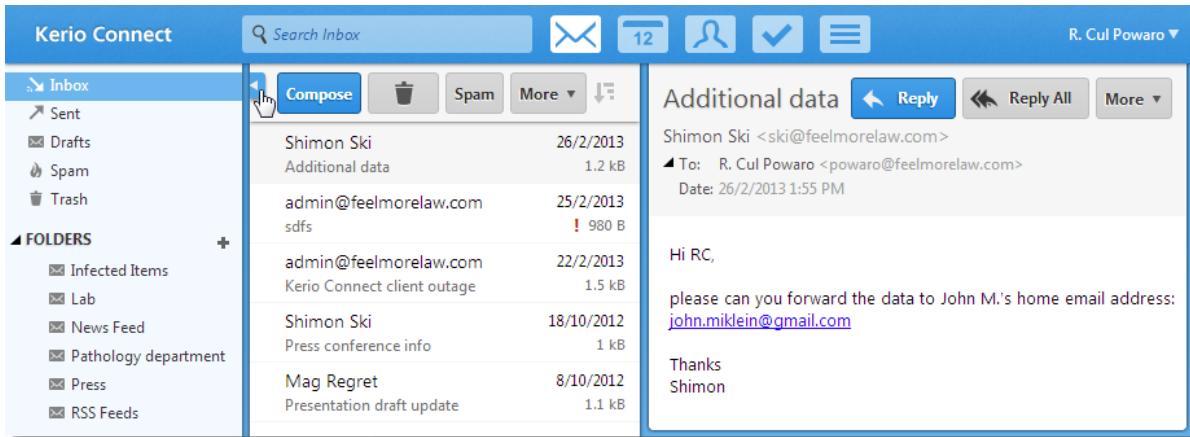 Kerio Connect
Search Inbox
12
R. Cul Powaro ▼
Inbox
Sent
Drafts
Spam
Trash
FOLDERS
Infected Items
Lab
News Feed
Pathology department
Press
RSS Feeds
Compose
Spam
More ▼
Shimon Ski 26/2/2013
Additional data 1.2 kB
admin@feelmorelaw.com 25/2/2013
sdfs ! 980 B
admin@feelmorelaw.com 22/2/2013
Kerio Connect client outage 1.5 kB
Shimon Ski 18/10/2012
Press conference info 1 kB
Mag Regret 8/10/2012
Presentation draft update 1.1 kB
Additional data
Reply
Reply All
More ▼
Shimon Ski <ski@feelmorelaw.com>
To: R. Cul Powaro <powaro@feelmorelaw.com>
Date: 26/2/2013 1:55 PM
Hi RC,
please can you forward the data to John M.'s home email address:
john.miklein@gmail.com
Thanks
Shimon